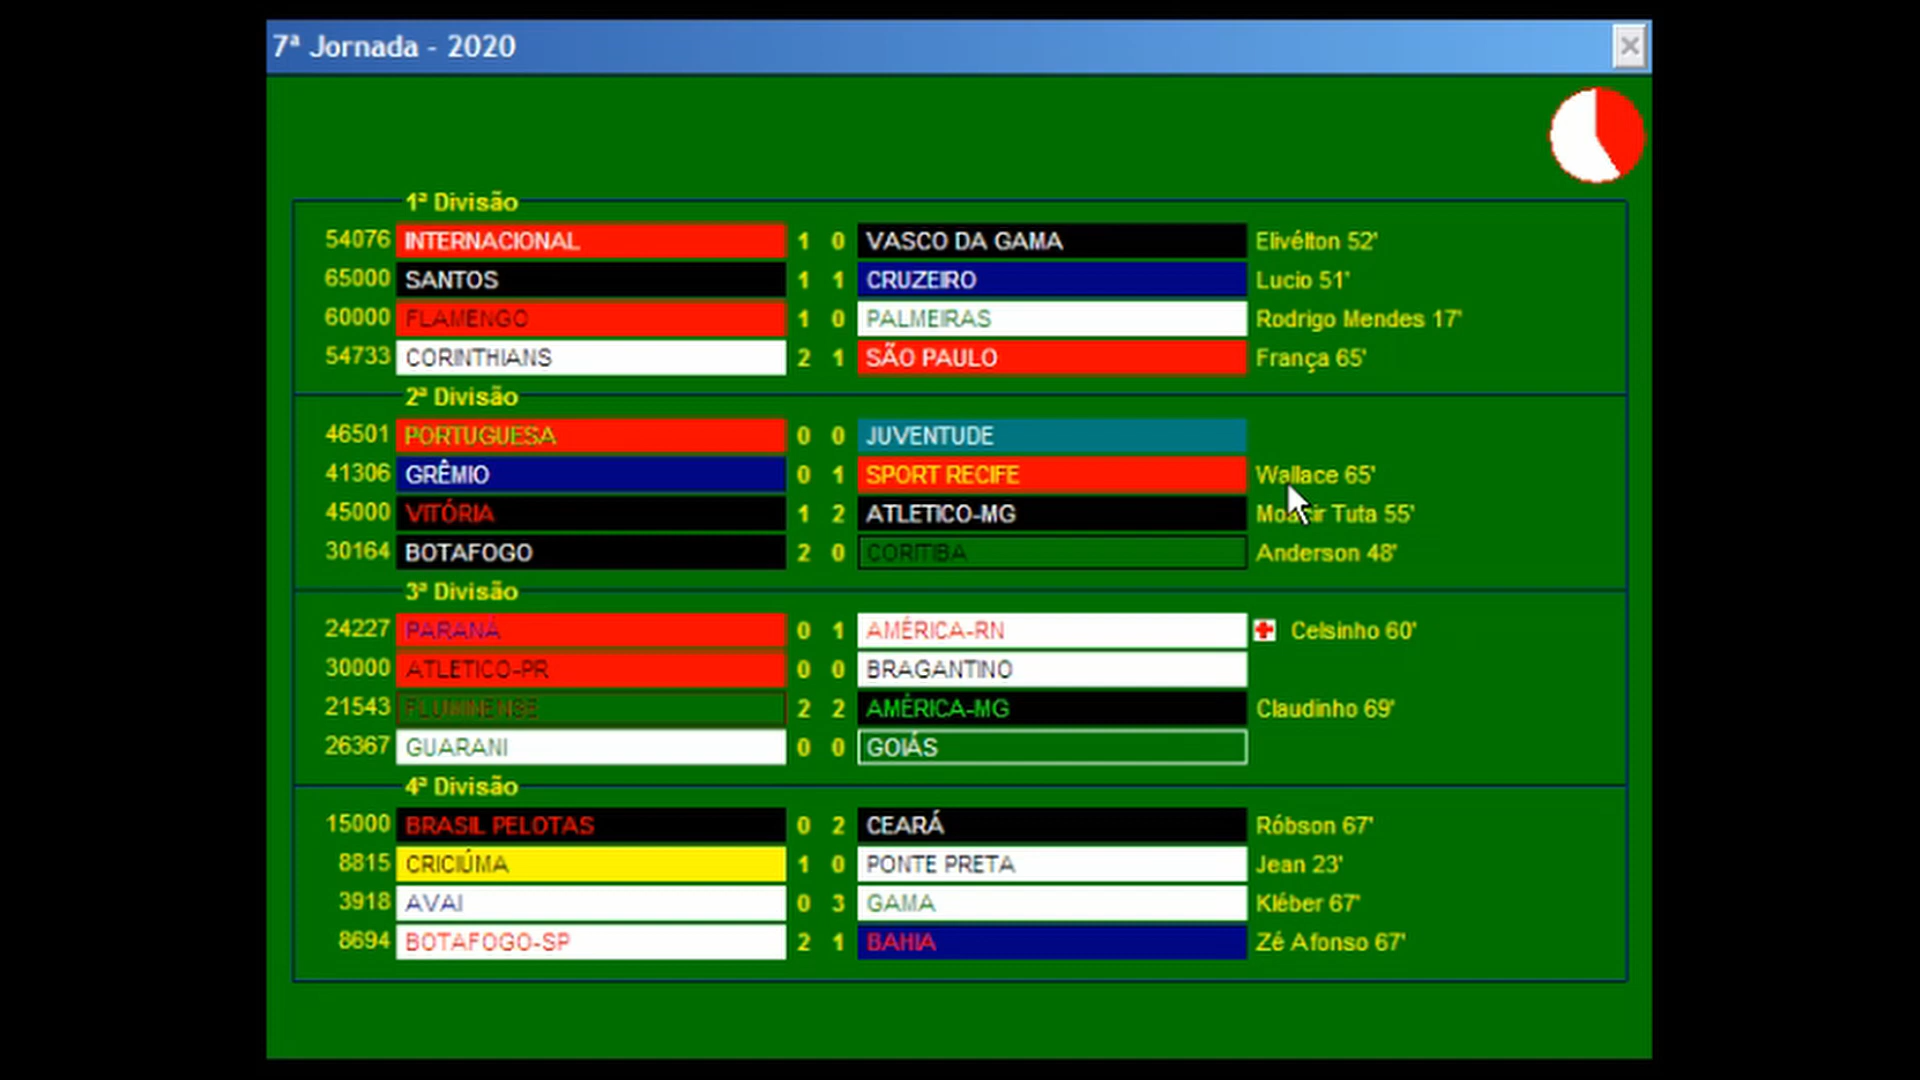 7ª Jornada - 2020
1ª Divisão
54076 INTERNACIONAL 1 0 VASCO DA GAMA Elivélton 52'
65000 SANTOS 1 1 CRUZEIRO Lucio 51'
60000 FLAMENGO 1 0 PALMEIRAS Rodrigo Mendes 17'
54733 CORINTHIANS 2 1 SÃO PAULO França 65'
2ª Divisão
46501 PORTUGUESA 0 0 JUVENTUDE
41306 GRÊMIO 0 1 SPORT RECIFE Wallace 65'
45000 VITÓRIA 1 2 ATLETICO-MG Moacir Tuta 55'
30164 BOTAFOGO 2 0 CORITIBA Anderson 48'
3ª Divisão
24227 PARANÁ 0 1 AMÉRICA-RN Celsinho 60'
30000 ATLETICO-PR 0 0 BRAGANTINO
21543 FLUMINENSE 2 2 AMÉRICA-MG Claudinho 69'
26367 GUARANI 0 0 GOIÁS
4ª Divisão
15000 BRASIL PELOTAS 0 2 CEARÁ Róbson 67'
8815 CRICIÚMA 1 0 PONTE PRETA Jean 23'
3918 AVAI 0 3 GAMA Kléber 67'
8694 BOTAFOGO-SP 2 1 BAHIA Zé Afonso 67'